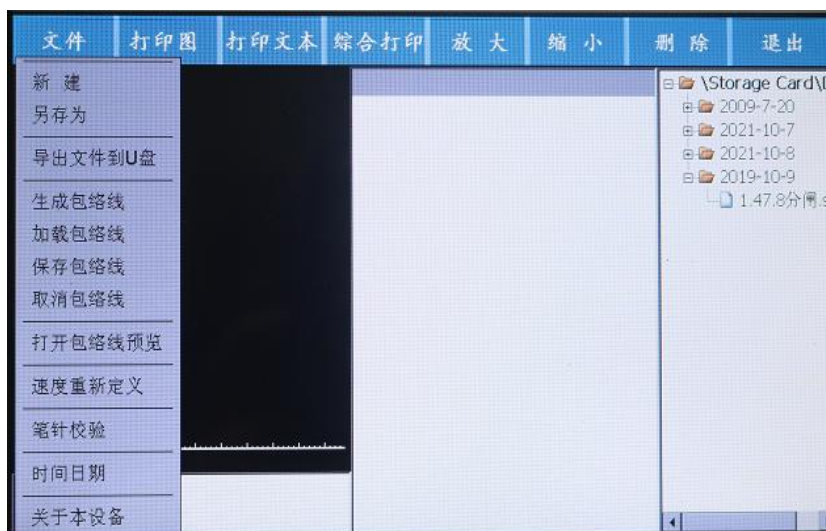 文件 打印图 打印文本 综合打印 放大 缩小 删除 退出
新建
另存为
导出文件到U盘
生成包络线
加载包络线
保存包络线
取消包络线
打开包络线预览
速度重新定义
笔针校验
时间日期
关于本设备
\Storage Card\
2009-7-20
2021-10-7
2021-10-8
2019-10-9
1.47.8分闸.s